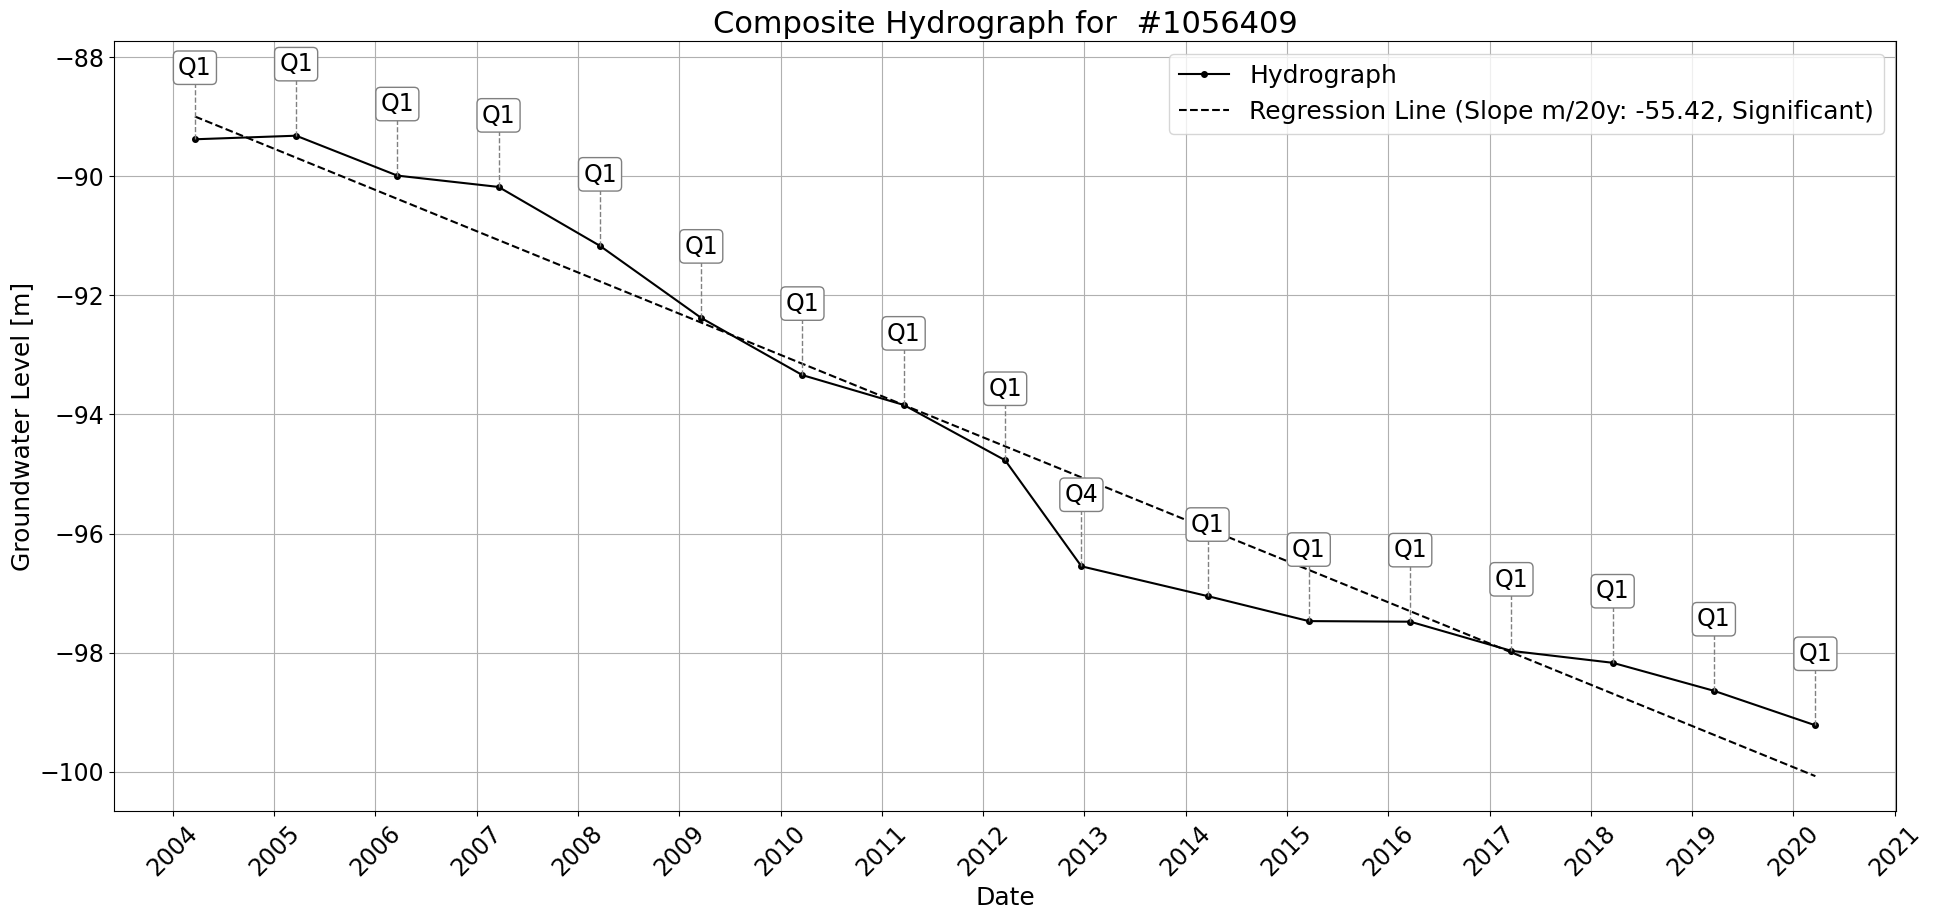 Composite Hydrograph for  #1056409
Hydrograph
Regression Line (Slope m/20y: -55.42, Significant)
Q1
Q1
Q1
Q1
Q1
Q1
Q1
Q1
Q1
Q4
Q1
Q1
Q1
Q1
Q1
Q1
Q1
Groundwater Level [m]
−88
−90
−92
−94
−96
−98
−100
2004
2005
2006
2007
2008
2009
2010
2011
2012
2013
2014
2015
2016
2017
2018
2019
2020
2021
Date